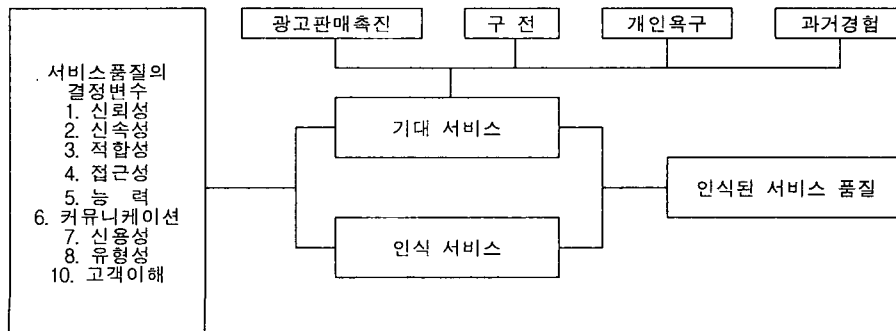 광고판매촉진
구 전
개인욕구
과거경험
서비스품질의
결정변수
1. 신뢰성
2. 신속성
3. 적합성
4. 접근성
5. 능 력
6. 커뮤니케이션
7. 신용성
8. 유형성
10. 고객이해
기대 서비스
인식 서비스
인식된 서비스 품질